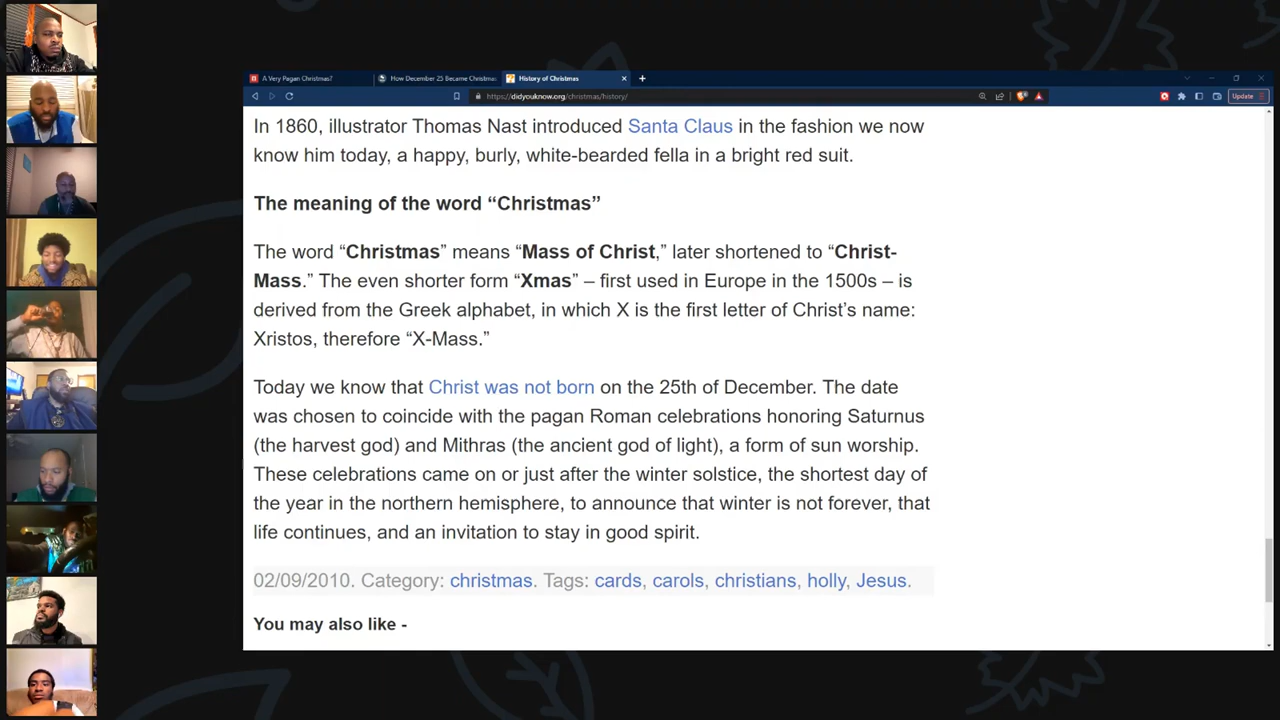 A Very Pagan Christmas?
How December 25 Became Christmas
History of Christmas
https://didyouknow.org/christmas/history/
Update
In 1860, illustrator Thomas Nast introduced Santa Claus in the fashion we now
know him today, a happy, burly, white-bearded fella in a bright red suit.
The meaning of the word “Christmas”
The word “Christmas” means “Mass of Christ,” later shortened to “Christ-
Mass.” The even shorter form “Xmas” – first used in Europe in the 1500s – is
derived from the Greek alphabet, in which X is the first letter of Christ’s name:
Xristos, therefore “X-Mass.”
Today we know that Christ was not born on the 25th of December. The date
was chosen to coincide with the pagan Roman celebrations honoring Saturnus
(the harvest god) and Mithras (the ancient god of light), a form of sun worship.
These celebrations came on or just after the winter solstice, the shortest day of
the year in the northern hemisphere, to announce that winter is not forever, that
life continues, and an invitation to stay in good spirit.
02/09/2010. Category: christmas. Tags: cards, carols, christians, holly, Jesus.
You may also like -